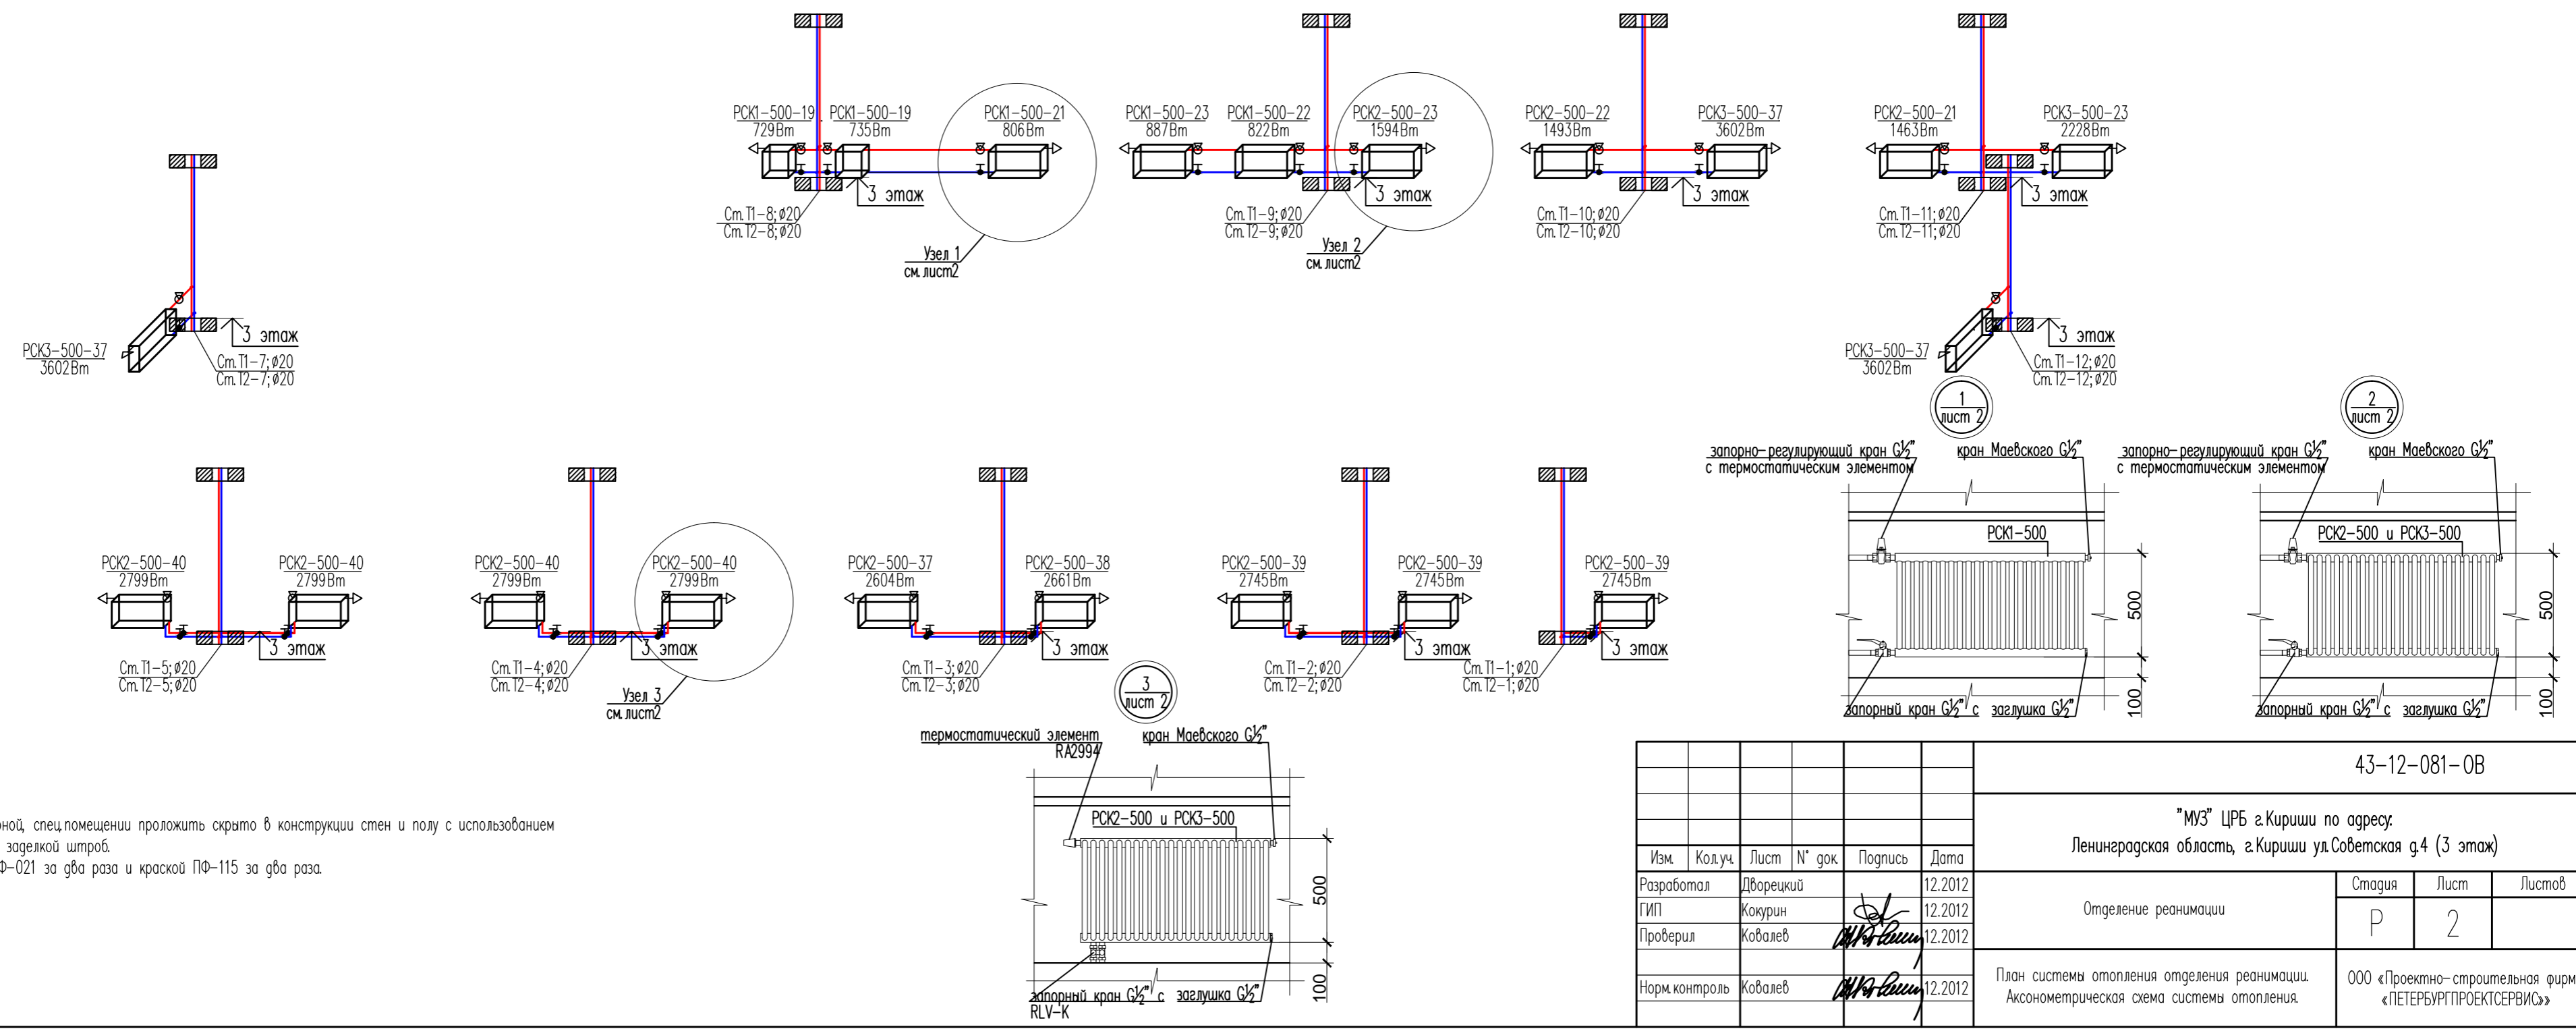 РСК1-500-19
729Вт
РСК1-500-19
735Вт
РСК1-500-21
806Вт
3 этаж
Ст.Т1-8;ø20
Ст.Т2-8;ø20
Узел 1
см.лист2
РСК1-500-23
887Вт
РСК1-500-22
822Вт
РСК2-500-23
1594Вт
3 этаж
Ст.Т1-9;ø20
Ст.Т2-9;ø20
Узел 2
см.лист2
РСК2-500-22
1493Вт
РСК3-500-37
3602Вт
3 этаж
Ст.Т1-10;ø20
Ст.Т2-10;ø20
РСК2-500-21
1463Вт
РСК3-500-23
2228Вт
3 этаж
Ст.Т1-11;ø20
Ст.Т2-11;ø20
РСК3-500-37
3602Вт
3 этаж
Ст.Т1-7;ø20
Ст.Т2-7;ø20
РСК3-500-37
3602Вт
3 этаж
Ст.Т1-12;ø20
Ст.Т2-12;ø20
РСК2-500-40
2799Вт
РСК2-500-40
2799Вт
3 этаж
Ст.Т1-5;ø20
Ст.Т2-5;ø20
РСК2-500-40
2799Вт
РСК2-500-40
2799Вт
3 этаж
Ст.Т1-4;ø20
Ст.Т2-4;ø20
Узел 3
см.лист2
РСК2-500-37
2604Вт
РСК2-500-38
2661Вт
3 этаж
Ст.Т1-3;ø20
Ст.Т2-3;ø20
РСК2-500-39
2745Вт
РСК2-500-39
2745Вт
3 этаж
Ст.Т1-2;ø20
Ст.Т2-2;ø20
РСК2-500-39
2745Вт
3 этаж
Ст.Т1-1;ø20
Ст.Т2-1;ø20
1
лист 2
запорно-регулирующий кран G½"
с термостатическим элементом
кран Маевского G½"
РСК1-500
500
100
запорный кран G½" с
заглушка G½"
2
лист 2
запорно-регулирующий кран G½"
с термостатическим элементом
кран Маевского G½"
РСК2-500 и РСК3-500
500
100
запорный кран G½" с
заглушка G½"
3
лист 2
термостатический элемент
RA2994
кран Маевского G½"
РСК2-500 и РСК3-500
500
100
запорный кран G½" с
RLV-K
заглушка G½"
ной, спец.помещении проложить скрыто в конструкции стен и полу с использованием
заделкой штроб.
Ф-021 за два раза и краской ПФ-115 за два раза.
43-12-081-ОВ
"МУЗ" ЦРБ г.Кириши по адресу:
Ленинградская область, г.Кириши ул.Советская д.4 (3 этаж)
Изм. Кол.уч. Лист N° док. Подпись Дата
Разработал Дворецкий 12.2012
ГИП Кокурин 12.2012
Проверил Ковалев 12.2012
Норм.контроль Ковалев 12.2012
Отделение реанимации
Стадия Лист Листов
Р 2
План системы отопления отделения реанимации.
Аксонометрическая схема системы отопления.
ООО «Проектно-строительная фирм
«ПЕТЕРБУРГПРОЕКТСЕРВИС»»